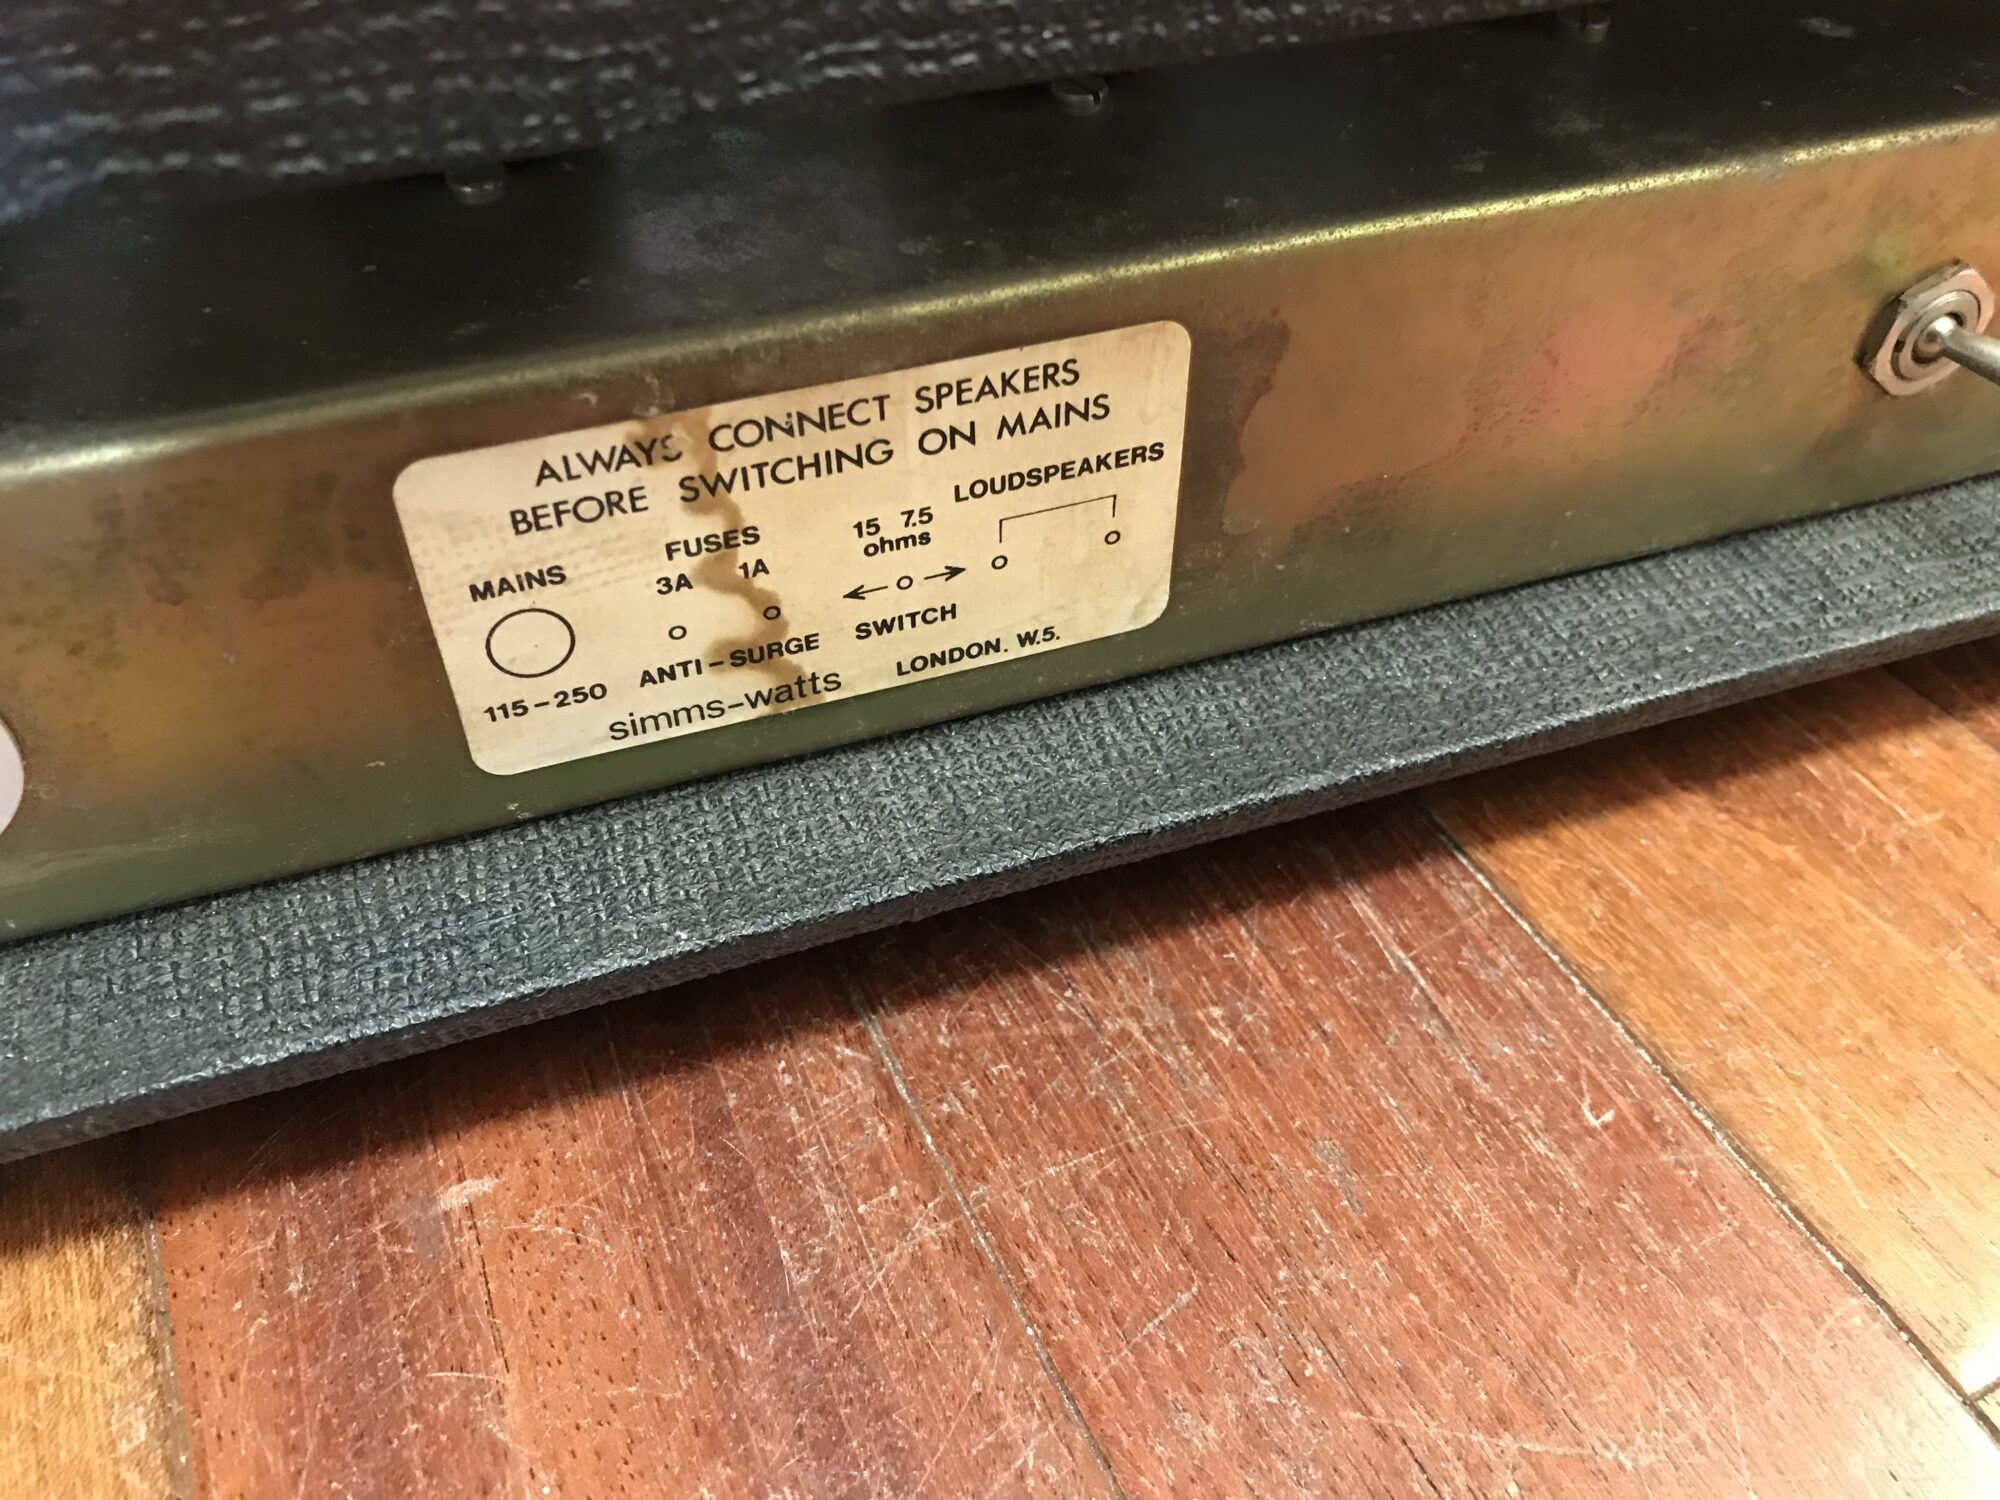 ALWAYS CONNECT SPEAKERS
BEFORE SWITCHING ON MAINS
MAINS FUSES 15 7.5 LOUDSPEAKERS
3A 1A ohms
115-250 ANTI-SURGE SWITCH
simms-watts LONDON. W.5.